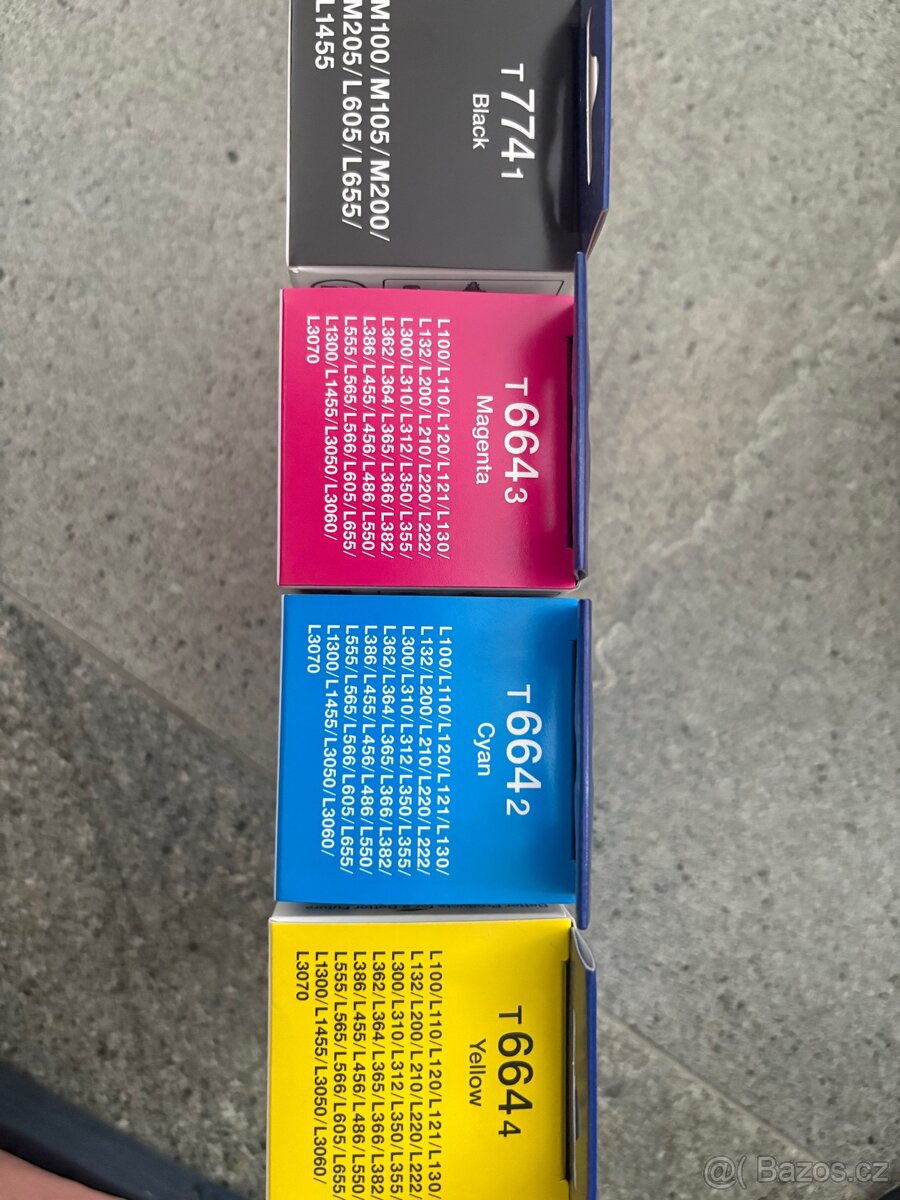 T7741
Black
M100/M105/M200/
M205/L605/L655/
L1455
T6643
Magenta
L100/L110/L120/L121/L130/
L132/L200/L210/L220/L222/
L300/L310/L312/L350/L355/
L362/L364/L365/L366/L382/
L386/L455/L456/L486/L550/
L555/L565/L566/L605/L655/
L1300/L1455/L3050/L3060/
L3070
T6642
Cyan
L100/L110/L120/L121/L130/
L132/L200/L210/L220/L222/
L300/L310/L312/L350/L355/
L362/L364/L365/L366/L382/
L386/L455/L456/L486/L550/
L555/L565/L566/L605/L655/
L1300/L1455/L3050/L3060/
L3070
T6644
Yellow
L100/L110/L120/L121/L130/
L132/L200/L210/L220/L222/
L300/L310/L312/L350/L355/
L362/L364/L365/L366/L382/
L386/L455/L456/L486/L550/
L555/L565/L566/L605/L655/
L1300/L1455/L3050/L3060/
L3070
@( Bazos.cz